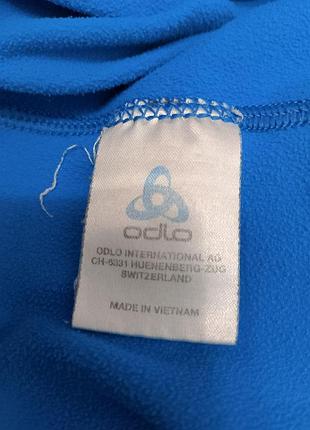 odlo
ODLO INTERNATIONAL AG
CH-6331 HUENENBERG-ZUG
SWITZERLAND
MADE IN VIETNAM